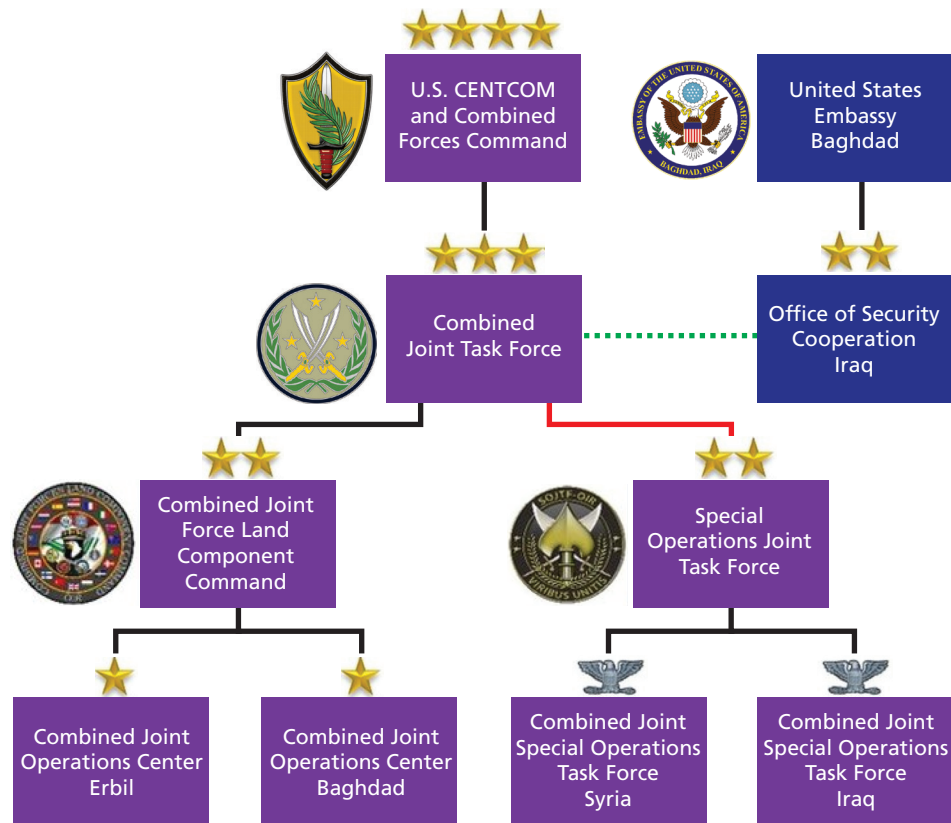 U.S. CENTCOM
and Combined
Forces Command
EMBASSY OF THE UNITED STATES OF AMERICA
BAGHDAD, IRAQ
United States
Embassy
Baghdad
Combined
Joint Task Force
Office of Security
Cooperation
Iraq
Combined Joint
Force Land
Component
Command
SOJTF-OIR
VIRIBUS UNITIS
Special
Operations Joint
Task Force
Combined Joint
Operations Center
Erbil
Combined Joint
Operations Center
Baghdad
Combined Joint
Special Operations
Task Force
Syria
Combined Joint
Special Operations
Task Force
Iraq